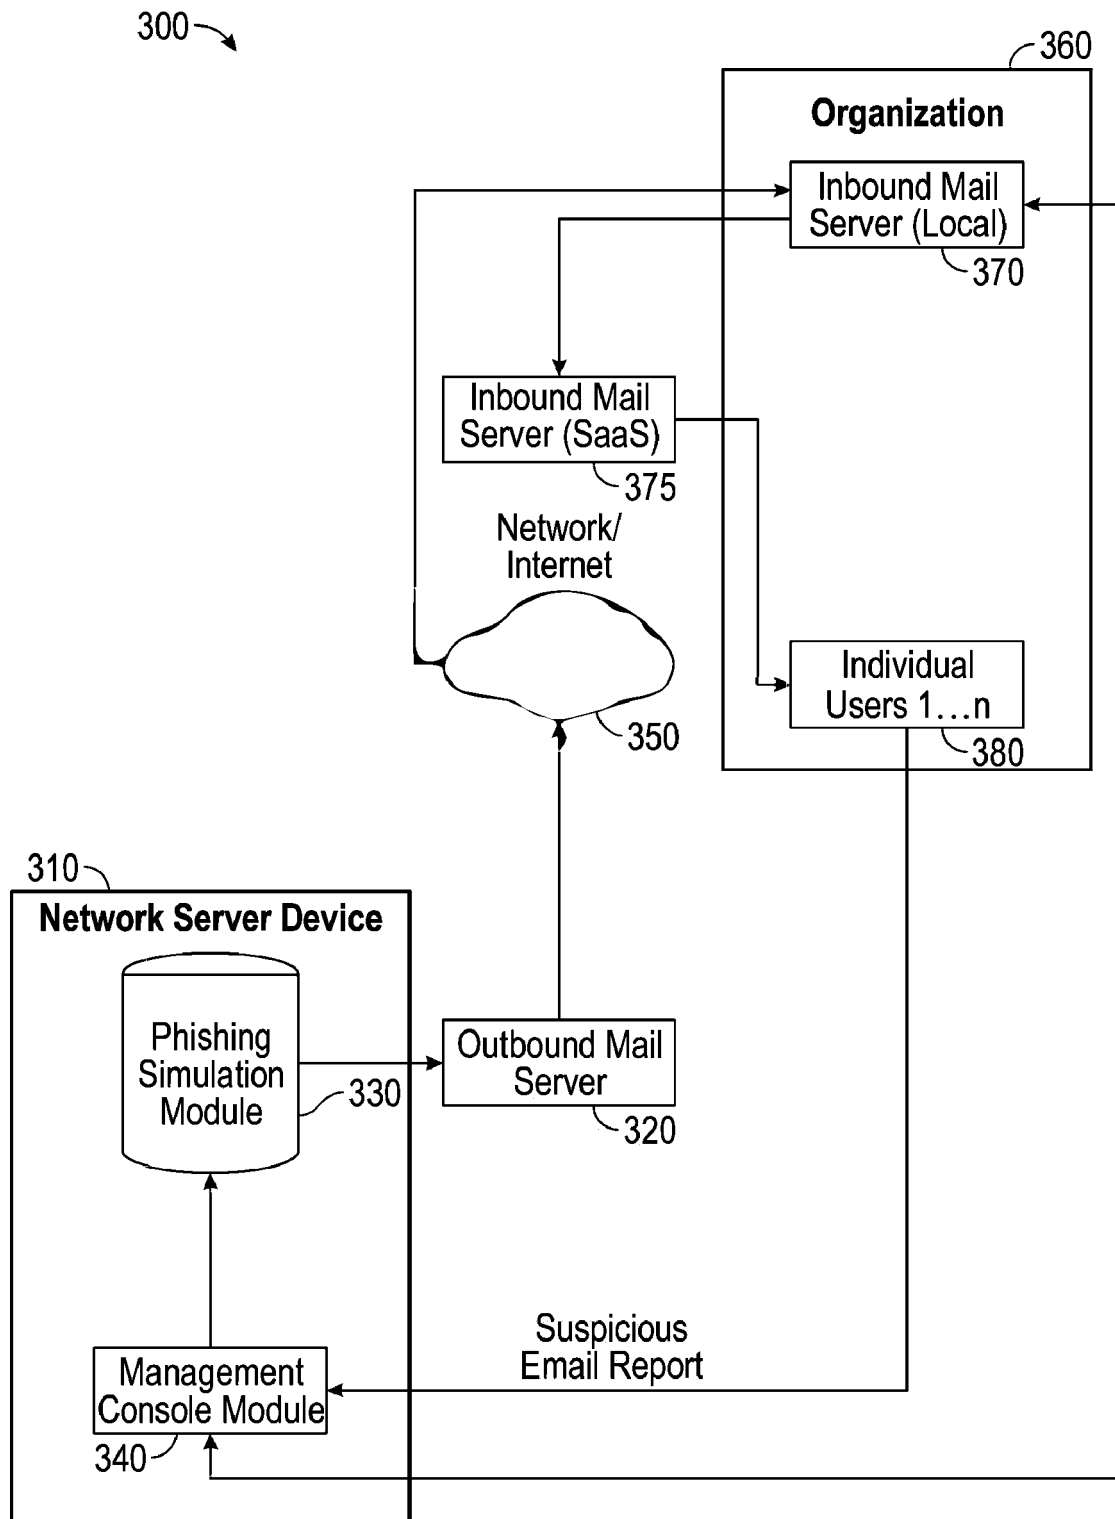 300
360
Organization
Inbound Mail
Server (Local)
370
Inbound Mail
Server (SaaS)
375
Network/
Internet
350
Individual
Users 1...n
380
310
Network Server Device
Phishing
Simulation
Module
330
Outbound Mail
Server
320
Suspicious
Email Report
Management
Console Module
340